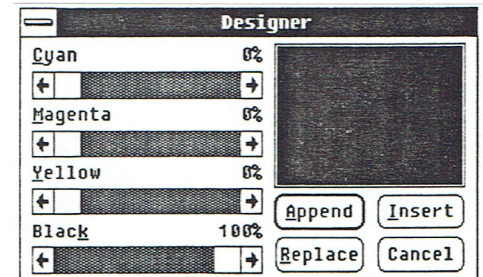 Designer
Cyan 0%
Magenta 0%
Yellow 0%
Black 100%
Append Insert
Replace Cancel